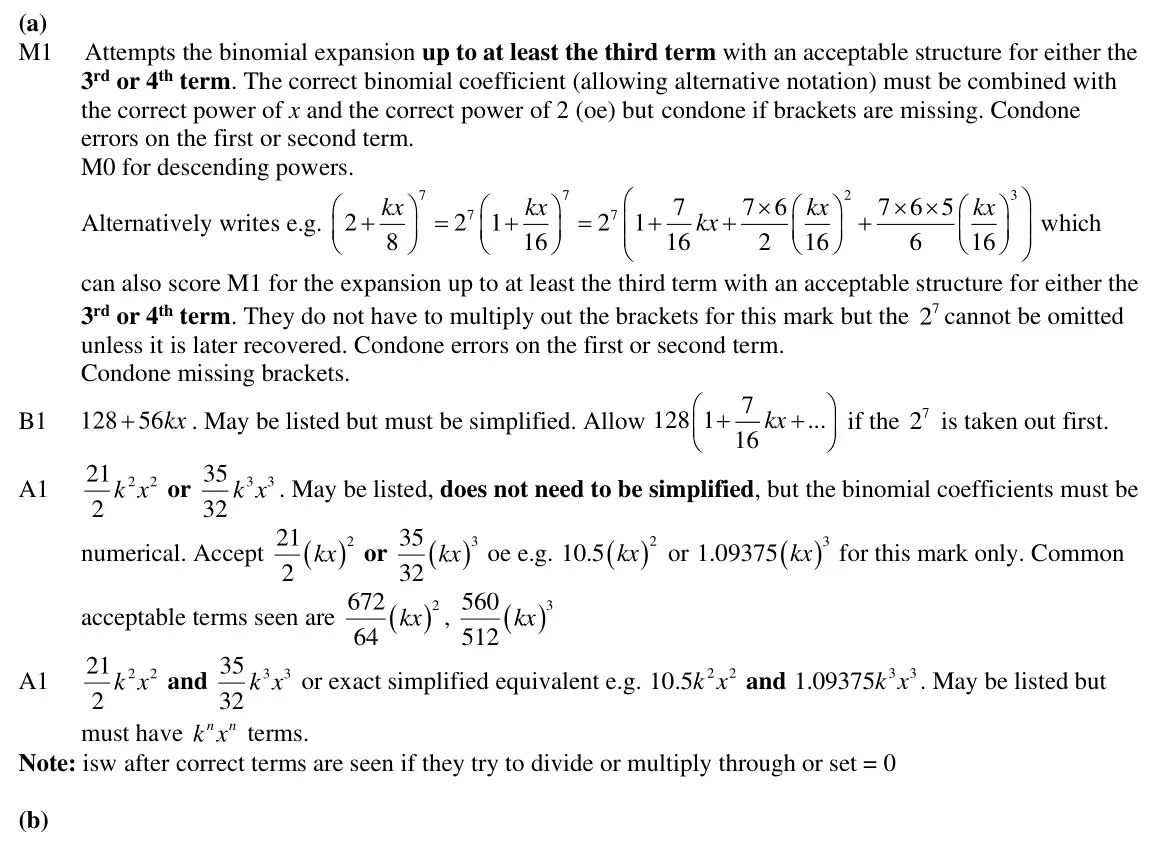 (a)
M1 Attempts the binomial expansion up to at least the third term with an acceptable structure for either the
3rd or 4th term. The correct binomial coefficient (allowing alternative notation) must be combined with
the correct power of x and the correct power of 2 (oe) but condone if brackets are missing. Condone
errors on the first or second term.
M0 for descending powers.
Alternatively writes e.g. (2 + kx/8)^7 = 2^7 (1 + kx/16)^7 = 2^7 (1 + 7/16 kx + (7×6)/2 (kx/16)^2 + (7×6×5)/6 (kx/16)^3) which
can also score M1 for the expansion up to at least the third term with an acceptable structure for either the
3rd or 4th term. They do not have to multiply out the brackets for this mark but the 2^7 cannot be omitted
unless it is later recovered. Condone errors on the first or second term.
Condone missing brackets.
B1 128 + 56kx . May be listed but must be simplified. Allow 128(1 + 7/16 kx + ...) if the 2^7 is taken out first.
A1 21/2 k^2x^2 or 35/32 k^3x^3 . May be listed, does not need to be simplified, but the binomial coefficients must be
numerical. Accept 21/2 (kx)^2 or 35/32 (kx)^3 oe e.g. 10.5(kx)^2 or 1.09375(kx)^3 for this mark only. Common
acceptable terms seen are 672/64 (kx)^2 , 560/512 (kx)^3
A1 21/2 k^2x^2 and 35/32 k^3x^3 or exact simplified equivalent e.g. 10.5k^2x^2 and 1.09375k^3x^3 . May be listed but
must have k^n x^n terms.
Note: isw after correct terms are seen if they try to divide or multiply through or set = 0
(b)